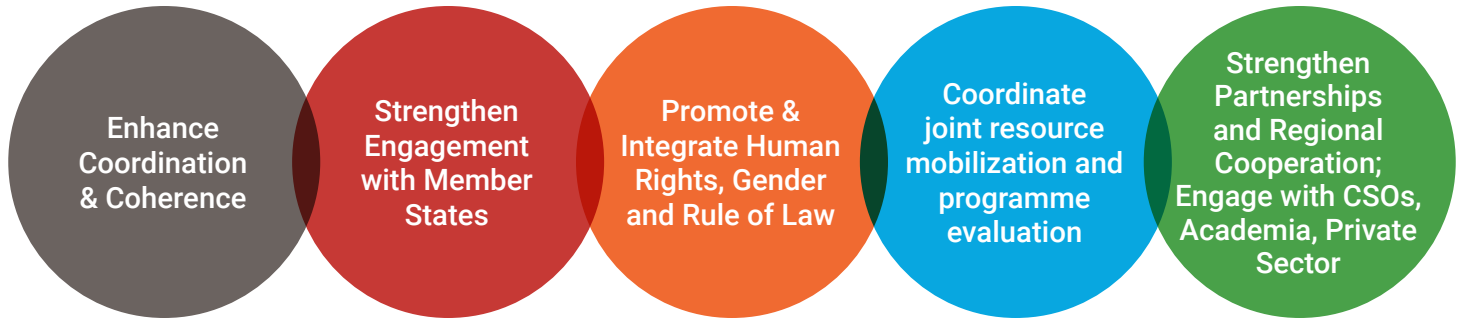 Enhance
Coordination
& Coherence
Strengthen
Engagement
with Member
States
Promote &
Integrate Human
Rights, Gender
and Rule of Law
Coordinate
joint resource
mobilization and
programme
evaluation
Strengthen
Partnerships
and Regional
Cooperation;
Engage with CSOs,
Academia, Private
Sector